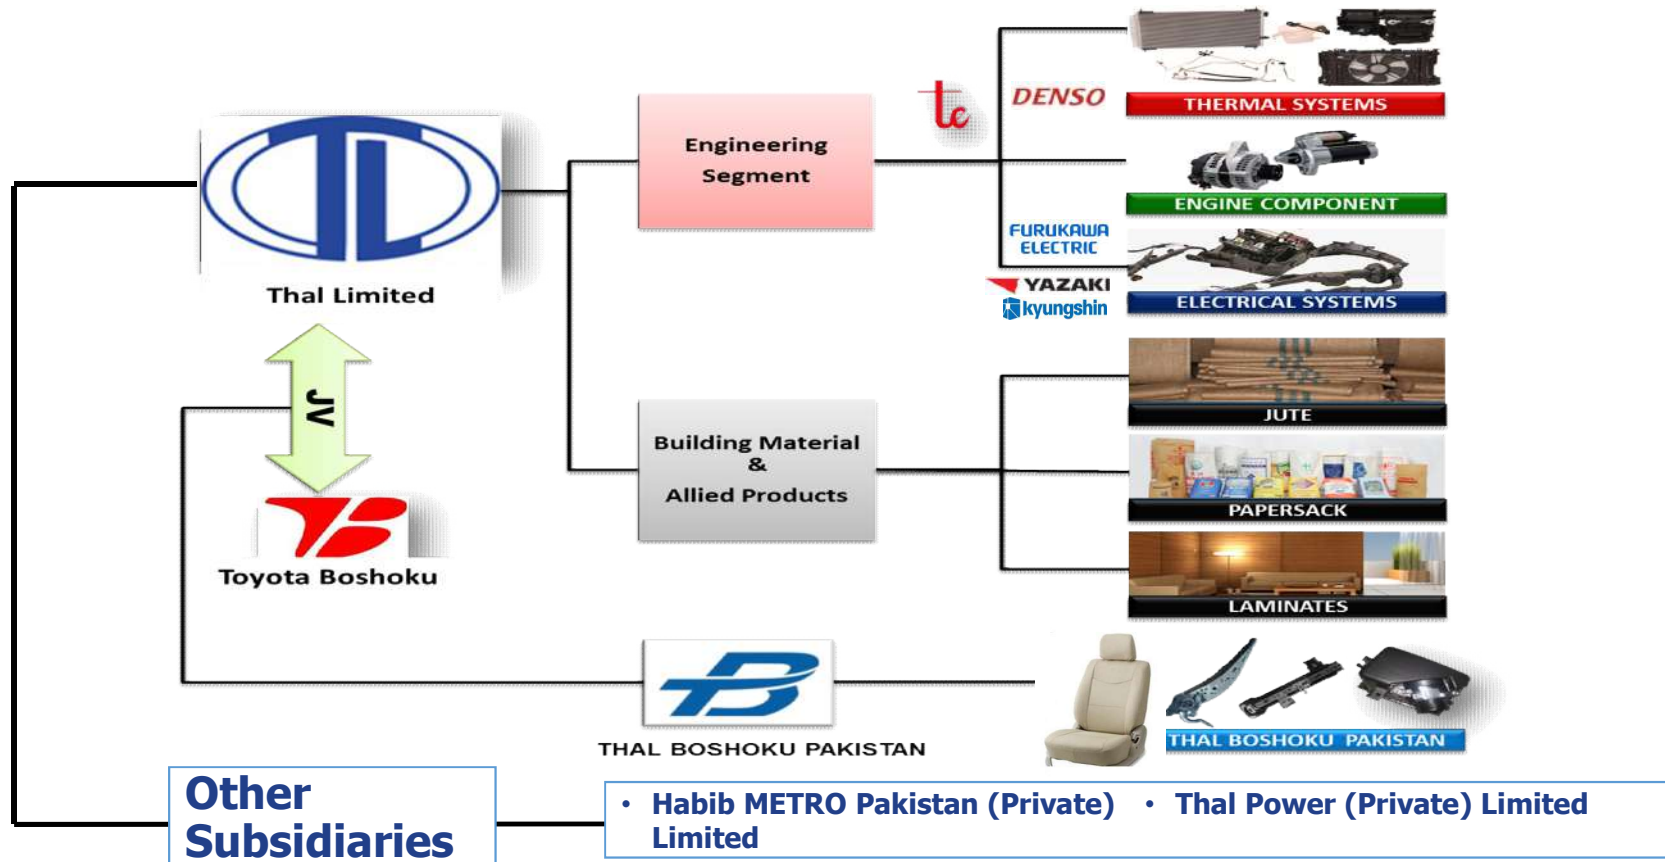 Thal Limited
JV
Toyota Boshoku
Engineering
Segment
tc
DENSO
THERMAL SYSTEMS
ENGINE COMPONENT
FURUKAWA
ELECTRIC
YAZAKI
kyungshin
ELECTRICAL SYSTEMS
Building Material
&
Allied Products
JUTE
PAPERSACK
LAMINATES
THAL BOSHOKU PAKISTAN
THAL BOSHOKU PAKISTAN
Other
Subsidiaries
• Habib METRO Pakistan (Private)
Limited
• Thal Power (Private) Limited